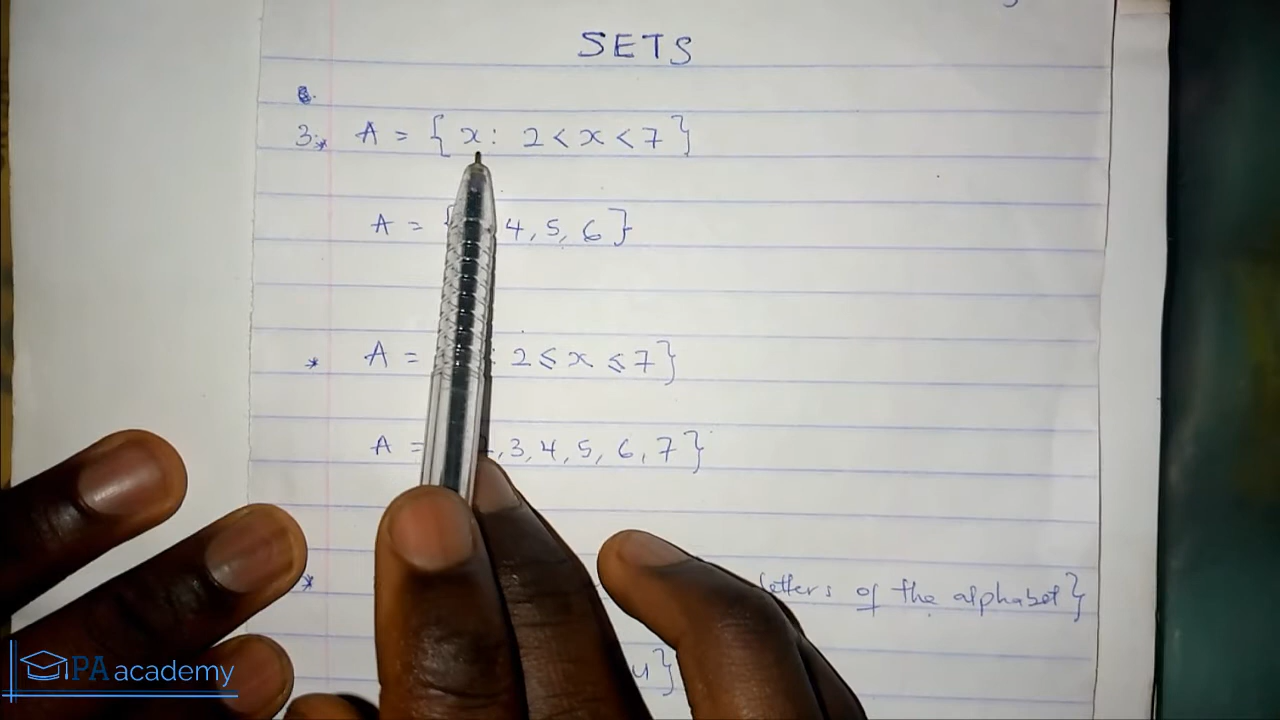 SETS
3:* A = { x : 2 < x < 7 }
A = { 4, 5, 6 }
* A = : 2 ≤ x ≤ 7 }
A = , 3, 4, 5, 6, 7 }
* letters of the alphabet }
u }
PA academy